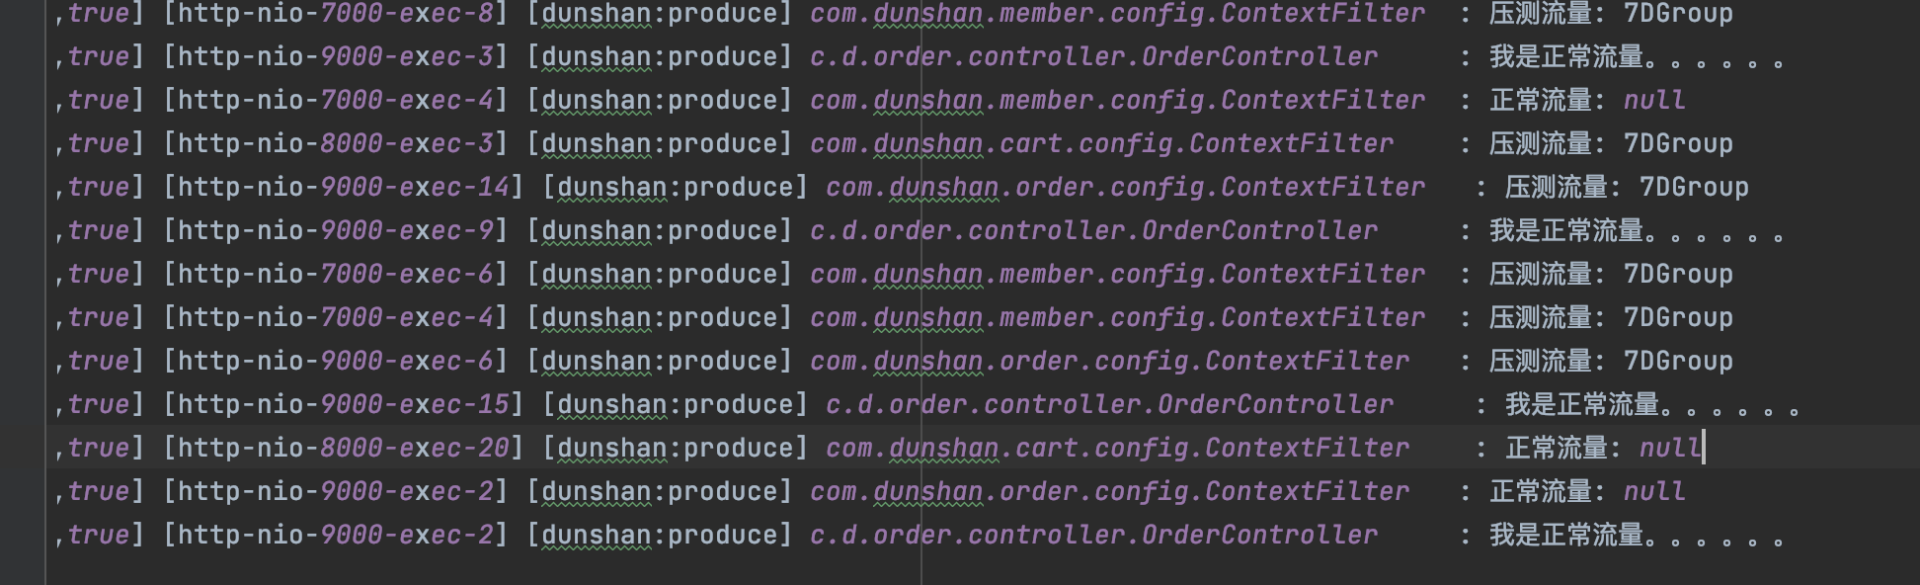 ,true] [http-nio-7000-exec-8] [dunshan:produce] com.dunshan.member.config.ContextFilter : 压测流量: 7DGroup
,true] [http-nio-9000-exec-3] [dunshan:produce] c.d.order.controller.OrderController : 我是正常流量。。。。。。
,true] [http-nio-7000-exec-4] [dunshan:produce] com.dunshan.member.config.ContextFilter : 正常流量: null
,true] [http-nio-8000-exec-3] [dunshan:produce] com.dunshan.cart.config.ContextFilter : 压测流量: 7DGroup
,true] [http-nio-9000-exec-14] [dunshan:produce] com.dunshan.order.config.ContextFilter : 压测流量: 7DGroup
,true] [http-nio-9000-exec-9] [dunshan:produce] c.d.order.controller.OrderController : 我是正常流量。。。。。。
,true] [http-nio-7000-exec-6] [dunshan:produce] com.dunshan.member.config.ContextFilter : 压测流量: 7DGroup
,true] [http-nio-7000-exec-4] [dunshan:produce] com.dunshan.member.config.ContextFilter : 压测流量: 7DGroup
,true] [http-nio-9000-exec-6] [dunshan:produce] com.dunshan.order.config.ContextFilter : 压测流量: 7DGroup
,true] [http-nio-9000-exec-15] [dunshan:produce] c.d.order.controller.OrderController : 我是正常流量。。。。。。
,true] [http-nio-8000-exec-20] [dunshan:produce] com.dunshan.cart.config.ContextFilter : 正常流量: null
,true] [http-nio-9000-exec-2] [dunshan:produce] com.dunshan.order.config.ContextFilter : 正常流量: null
,true] [http-nio-9000-exec-2] [dunshan:produce] c.d.order.controller.OrderController : 我是正常流量。。。。。。